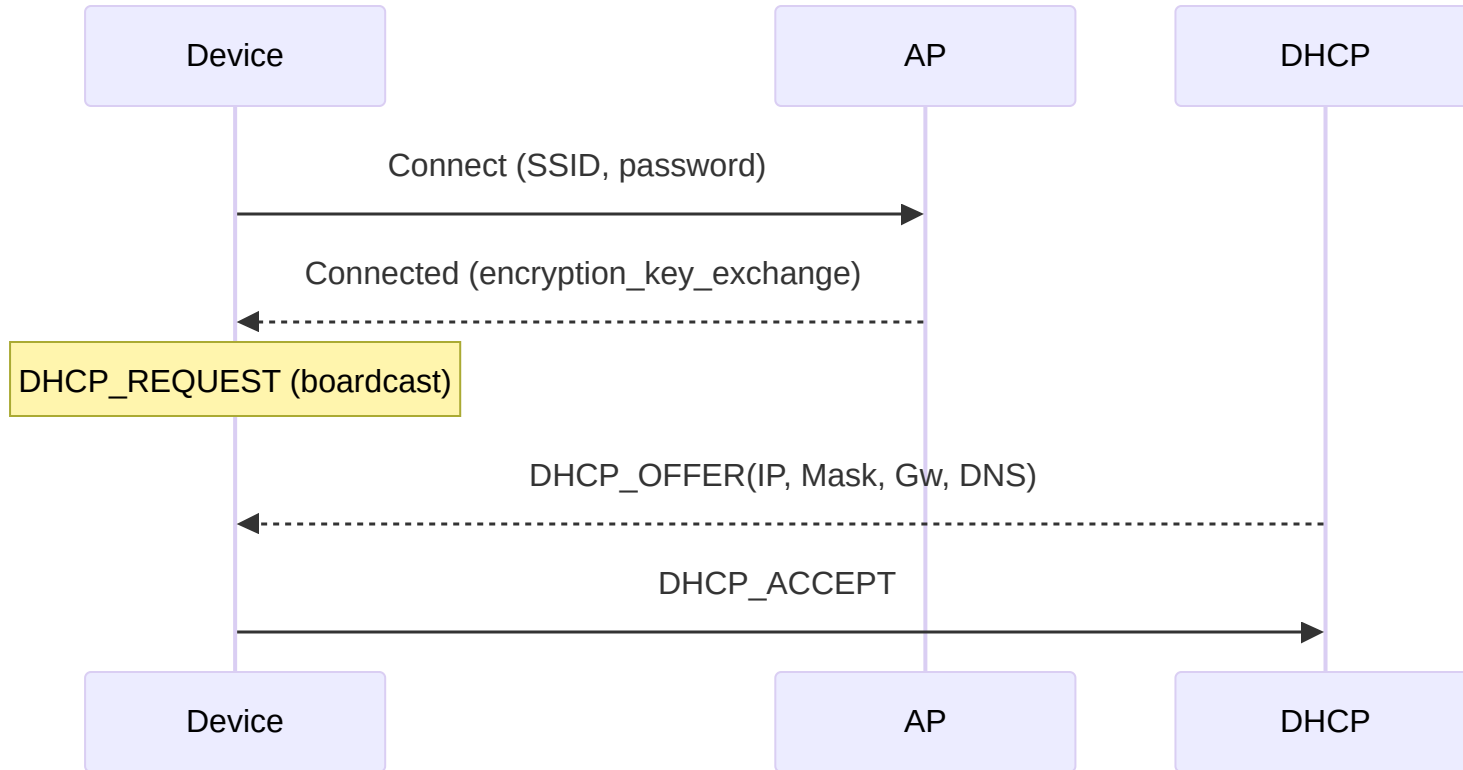 Device
AP
DHCP
Connect (SSID, password)
Connected (encryption_key_exchange)
DHCP_REQUEST (boardcast)
DHCP_OFFER(IP, Mask, Gw, DNS)
DHCP_ACCEPT
Device
AP
DHCP